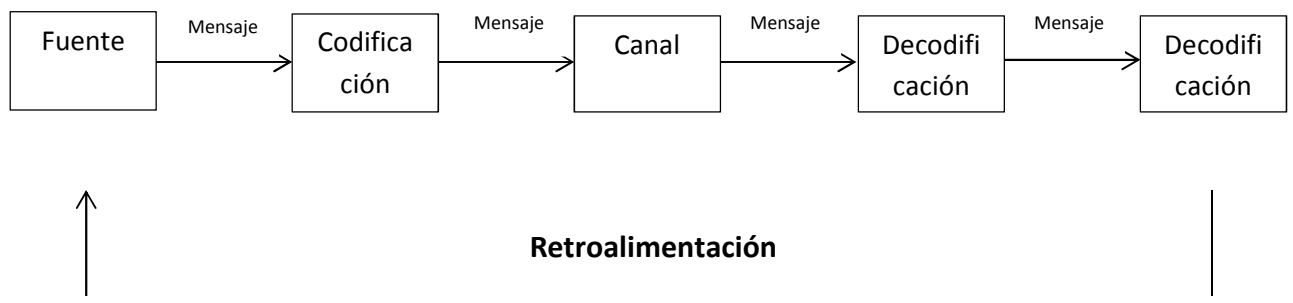 Fuente
Mensaje
Codifica
ción
Mensaje
Canal
Mensaje
Decodifi
cación
Mensaje
Decodifi
cación
Retroalimentación